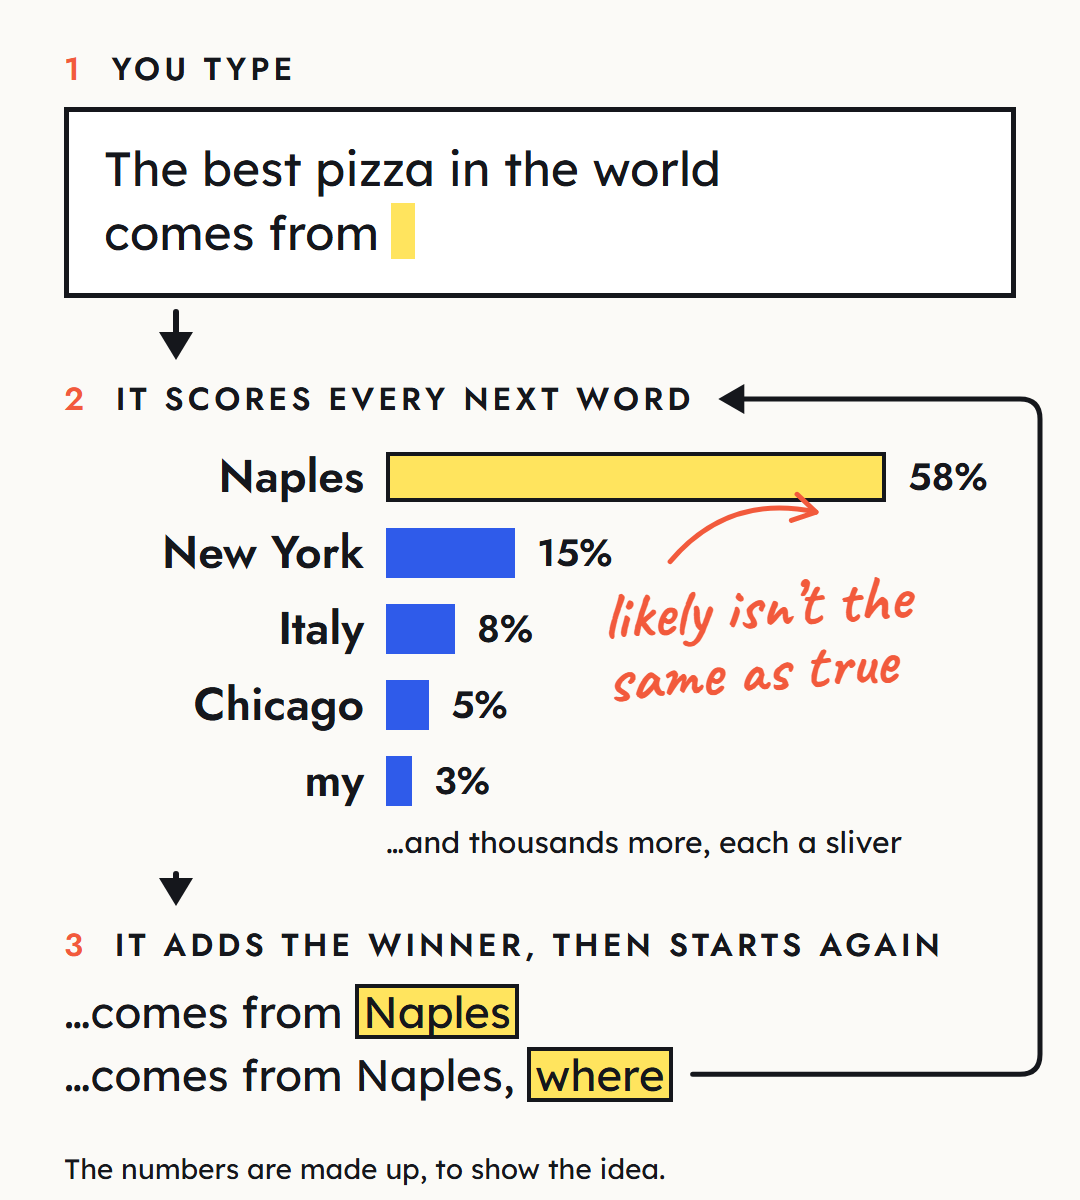 1 YOU TYPE
The best pizza in the world
comes from
2 IT SCORES EVERY NEXT WORD
Naples 58%
New York 15%
Italy 8%
Chicago 5%
my 3%
likely isn’t the
same as true
…and thousands more, each a sliver
3 IT ADDS THE WINNER, THEN STARTS AGAIN
…comes from Naples
…comes from Naples, where
The numbers are made up, to show the idea.